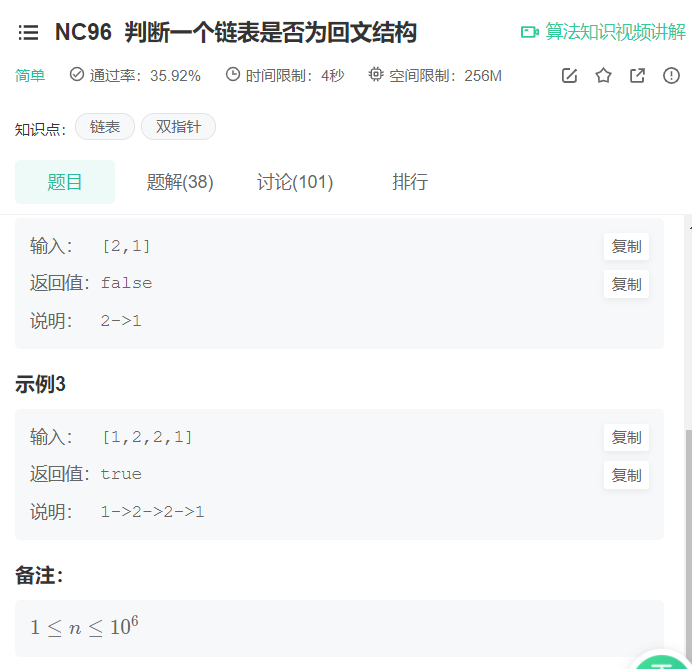 NC96 判断一个链表是否为回文结构 算法知识视频讲解
简单 通过率：35.92% 时间限制：4秒 空间限制：256M
知识点： 链表 双指针
题目 题解(38) 讨论(101) 排行
输入： [2,1] 复制
返回值：false 复制
说明： 2->1
示例3
输入： [1,2,2,1] 复制
返回值：true 复制
说明： 1->2->2->1
备注：
1 ≤ n ≤ 10⁶